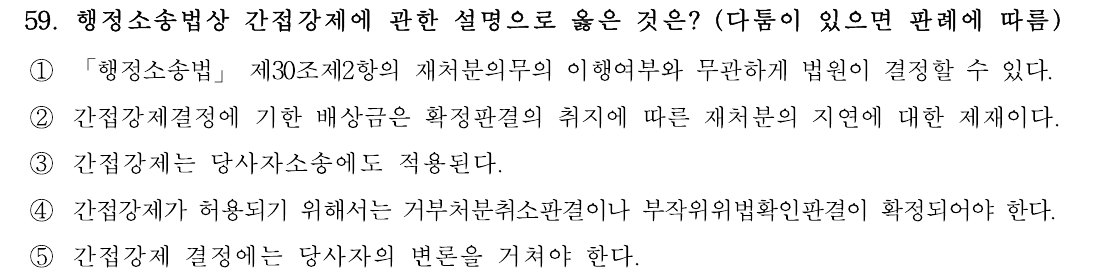 59. 행정소송법상 간접강제에 관한 설명으로 옳은 것은? (다툼이 있으면 판례에 따름)
① 「행정소송법」 제30조제2항의 재처분의무의 이행여부와 무관하게 법원이 결정할 수 있다.
② 간접강제결정에 기한 배상금은 확정판결의 취지에 따른 재처분의 지연에 대한 제재이다.
③ 간접강제는 당사자소송에도 적용된다.
④ 간접강제가 허용되기 위해서는 거부처분취소판결이나 부작위위법확인판결이 확정되어야 한다.
⑤ 간접강제 결정에는 당사자의 변론을 거쳐야 한다.